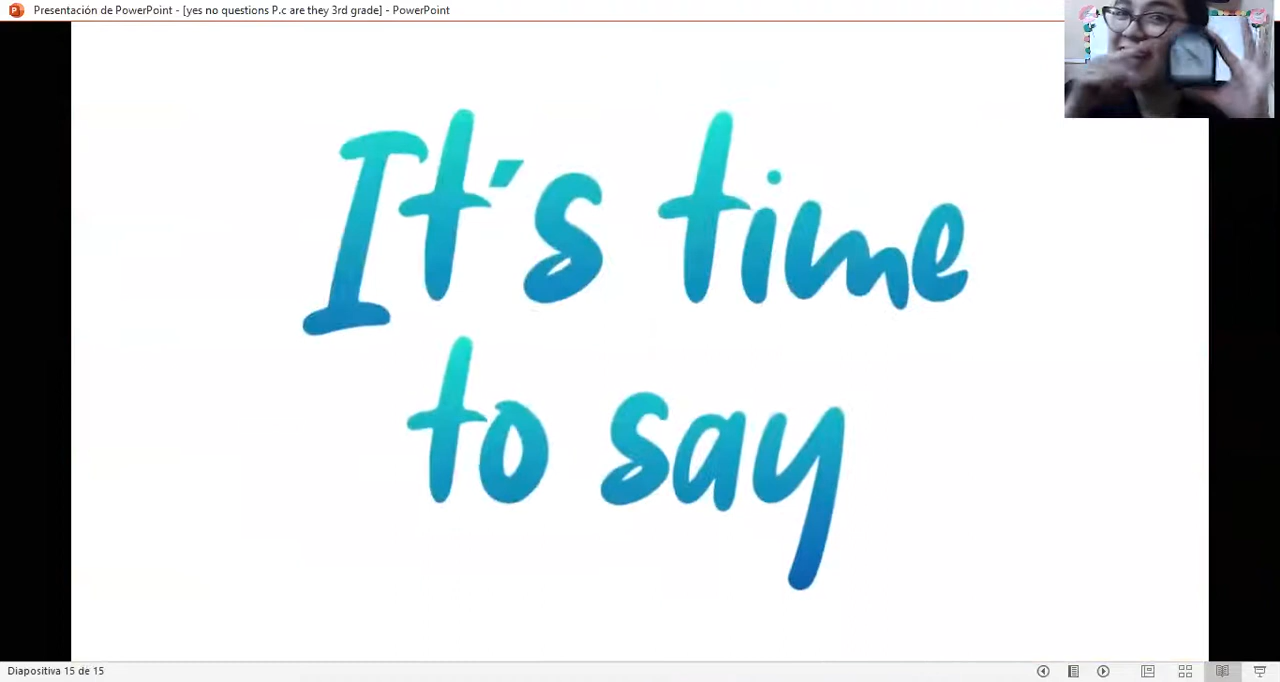 Presentación de PowerPoint - [yes no questions P.c are they 3rd grade] - PowerPoint
It's time
to say
Diapositiva 15 de 15